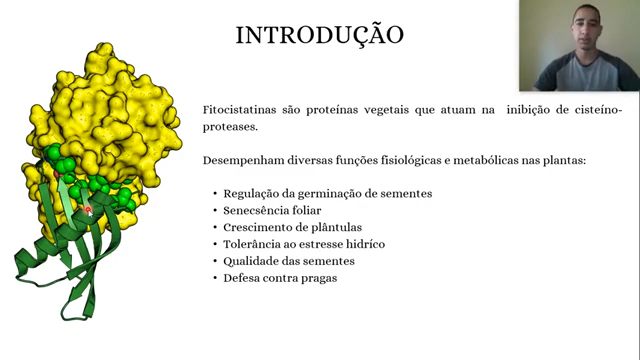 INTRODUÇÃO
Fitocistatinas são proteínas vegetais que atuam na inibição de cisteíno-
proteases.
Desempenham diversas funções fisiológicas e metabólicas nas plantas:
• Regulação da germinação de sementes
• Senecsência foliar
• Crescimento de plântulas
• Tolerância ao estresse hidríco
• Qualidade das sementes
• Defesa contra pragas